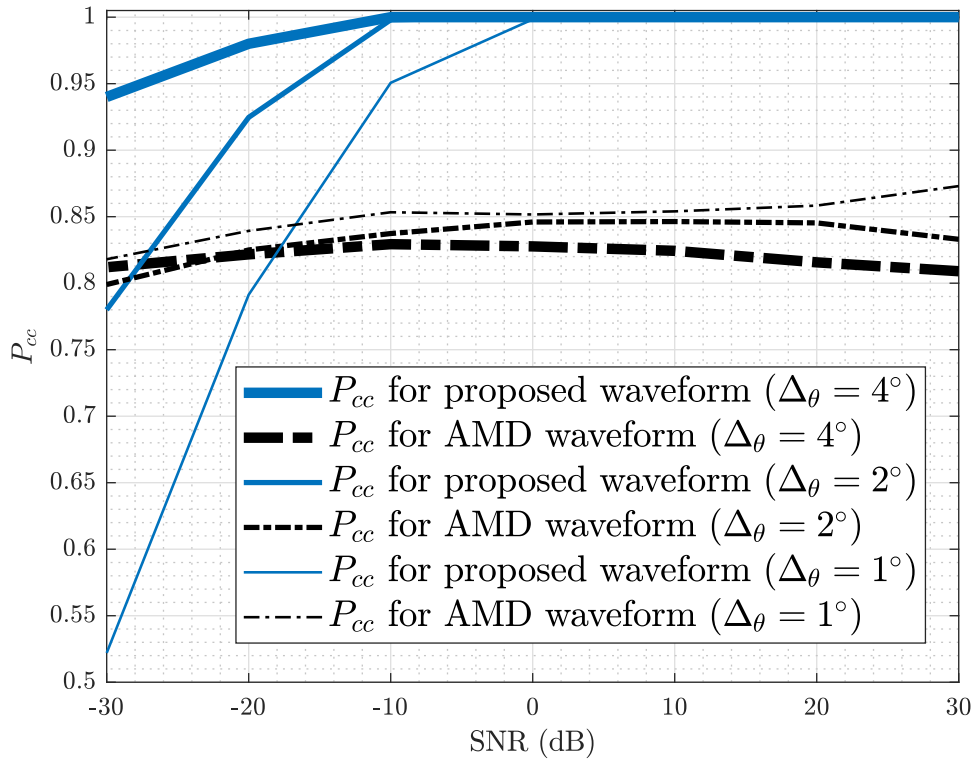 1
0.95
0.9
0.85
0.8
0.75
0.7
0.65
0.6
0.55
0.5
P_cc
P_cc for proposed waveform (Δ_θ = 4°)
P_cc for AMD waveform (Δ_θ = 4°)
P_cc for proposed waveform (Δ_θ = 2°)
P_cc for AMD waveform (Δ_θ = 2°)
P_cc for proposed waveform (Δ_θ = 1°)
P_cc for AMD waveform (Δ_θ = 1°)
-30 -20 -10 0 10 20 30
SNR (dB)